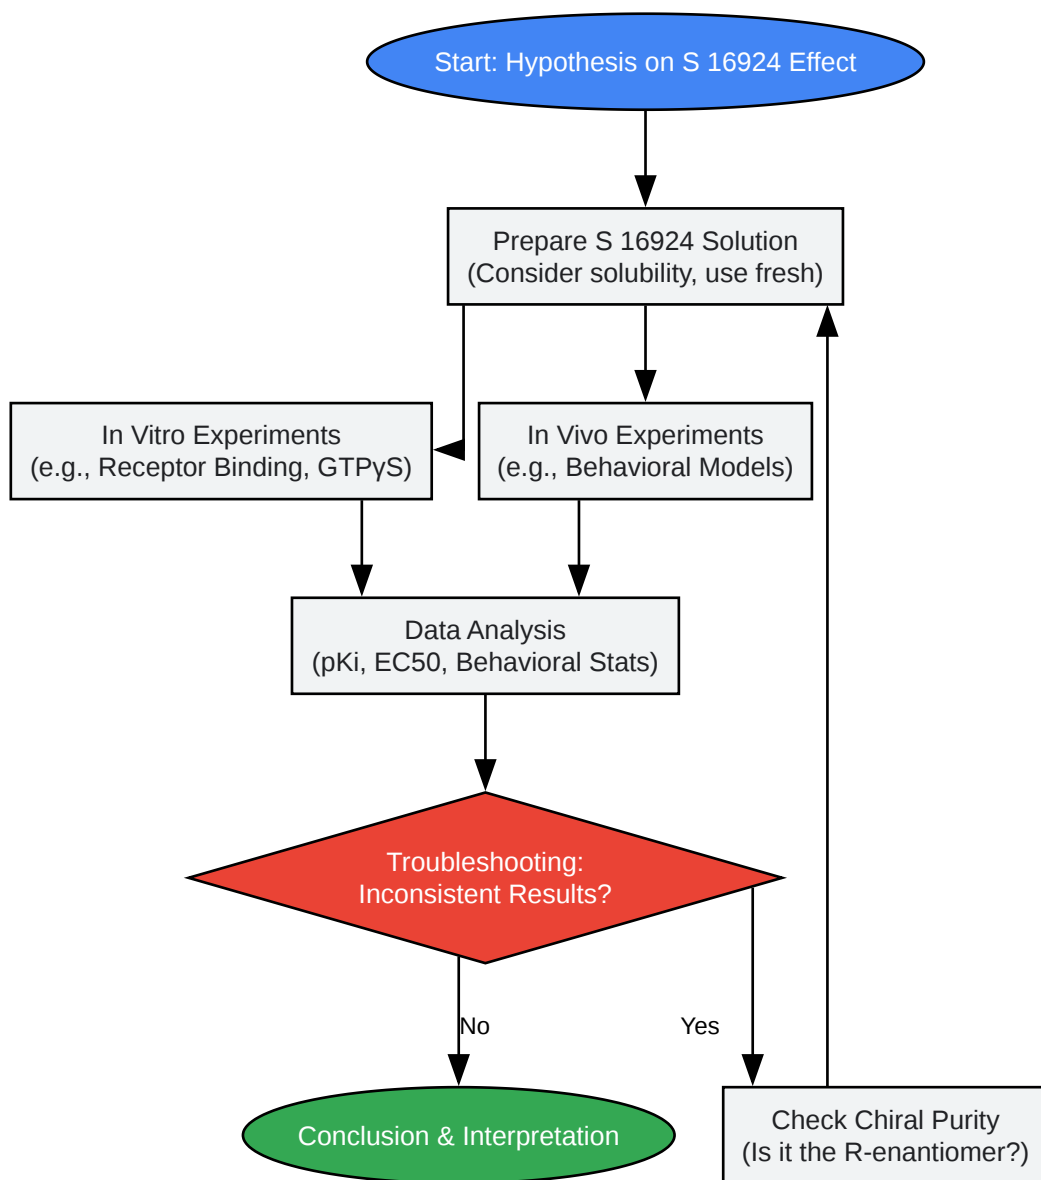 Start: Hypothesis on S 16924 Effect
Prepare S 16924 Solution
(Consider solubility, use fresh)
In Vitro Experiments
(e.g., Receptor Binding, GTPγS)
In Vivo Experiments
(e.g., Behavioral Models)
Data Analysis
(pKi, EC50, Behavioral Stats)
Troubleshooting:
Inconsistent Results?
No
Yes
Conclusion & Interpretation
Check Chiral Purity
(Is it the R-enantiomer?)